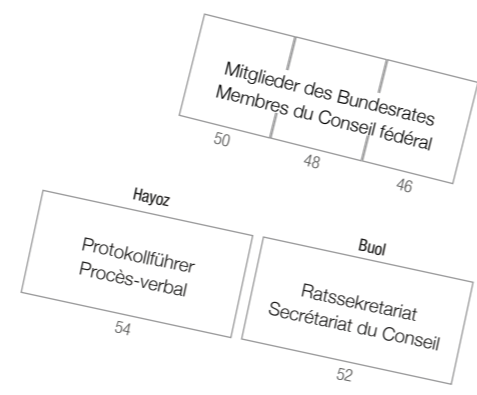 Mitglieder des Bundesrates
Membres du Conseil fédéral
50
48
46
Hayoz
Protokollführer
Procès-verbal
54
Buol
Ratssekretariat
Secrétariat du Conseil
52